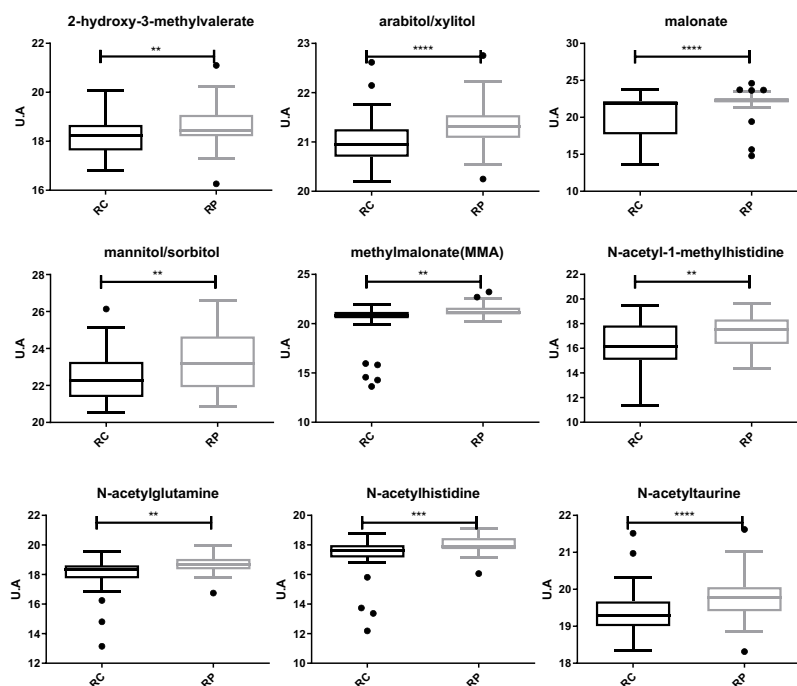 2-hydroxy-3-methylvalerate
22
20
18
16
U.A
**
RC
RP
arabitol/xylitol
23
22
21
20
U.A
****
RC
RP
malonate
30
25
20
15
10
U.A
****
RC
RP
mannitol/sorbitol
28
26
24
22
20
U.A
**
RC
RP
methylmalonate(MMA)
25
20
15
10
U.A
**
RC
RP
N-acetyl-1-methylhistidine
22
20
18
16
14
12
10
U.A
**
RC
RP
N-acetylglutamine
22
20
18
16
14
12
U.A
**
RC
RP
N-acetylhistidine
20
18
16
14
12
10
U.A
***
RC
RP
N-acetyltaurine
22
21
20
19
18
U.A
****
RC
RP